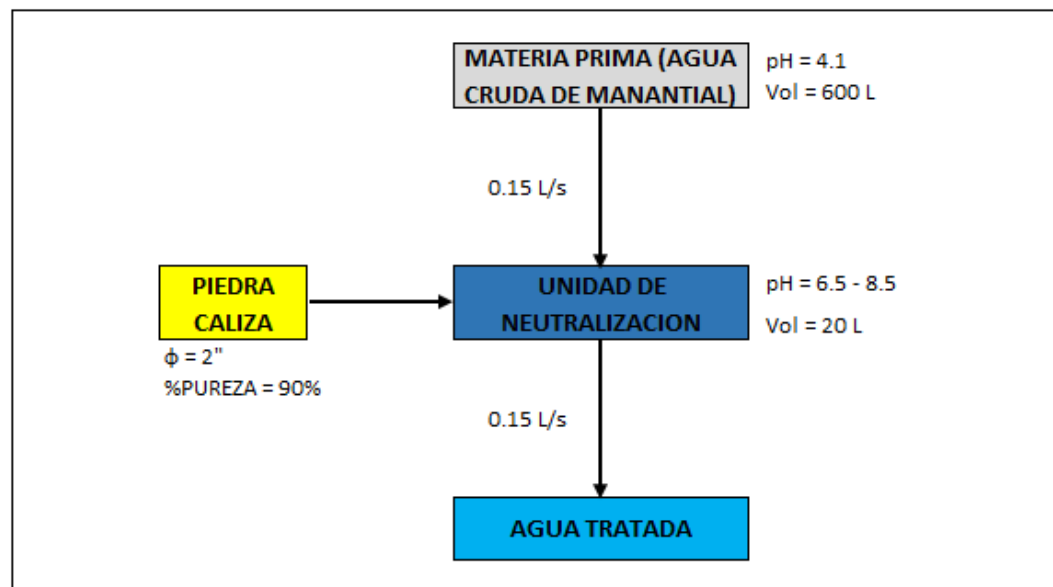 MATERIA PRIMA (AGUA
CRUDA DE MANANTIAL)
pH = 4.1
Vol = 600 L
0.15 L/s
PIEDRA
CALIZA
ϕ = 2"
%PUREZA = 90%
UNIDAD DE
NEUTRALIZACION
pH = 6.5 - 8.5
Vol = 20 L
0.15 L/s
AGUA TRATADA